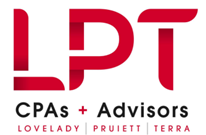 LPT
CPAs + Advisors
LOVELADY | PRUIETT | TERRA